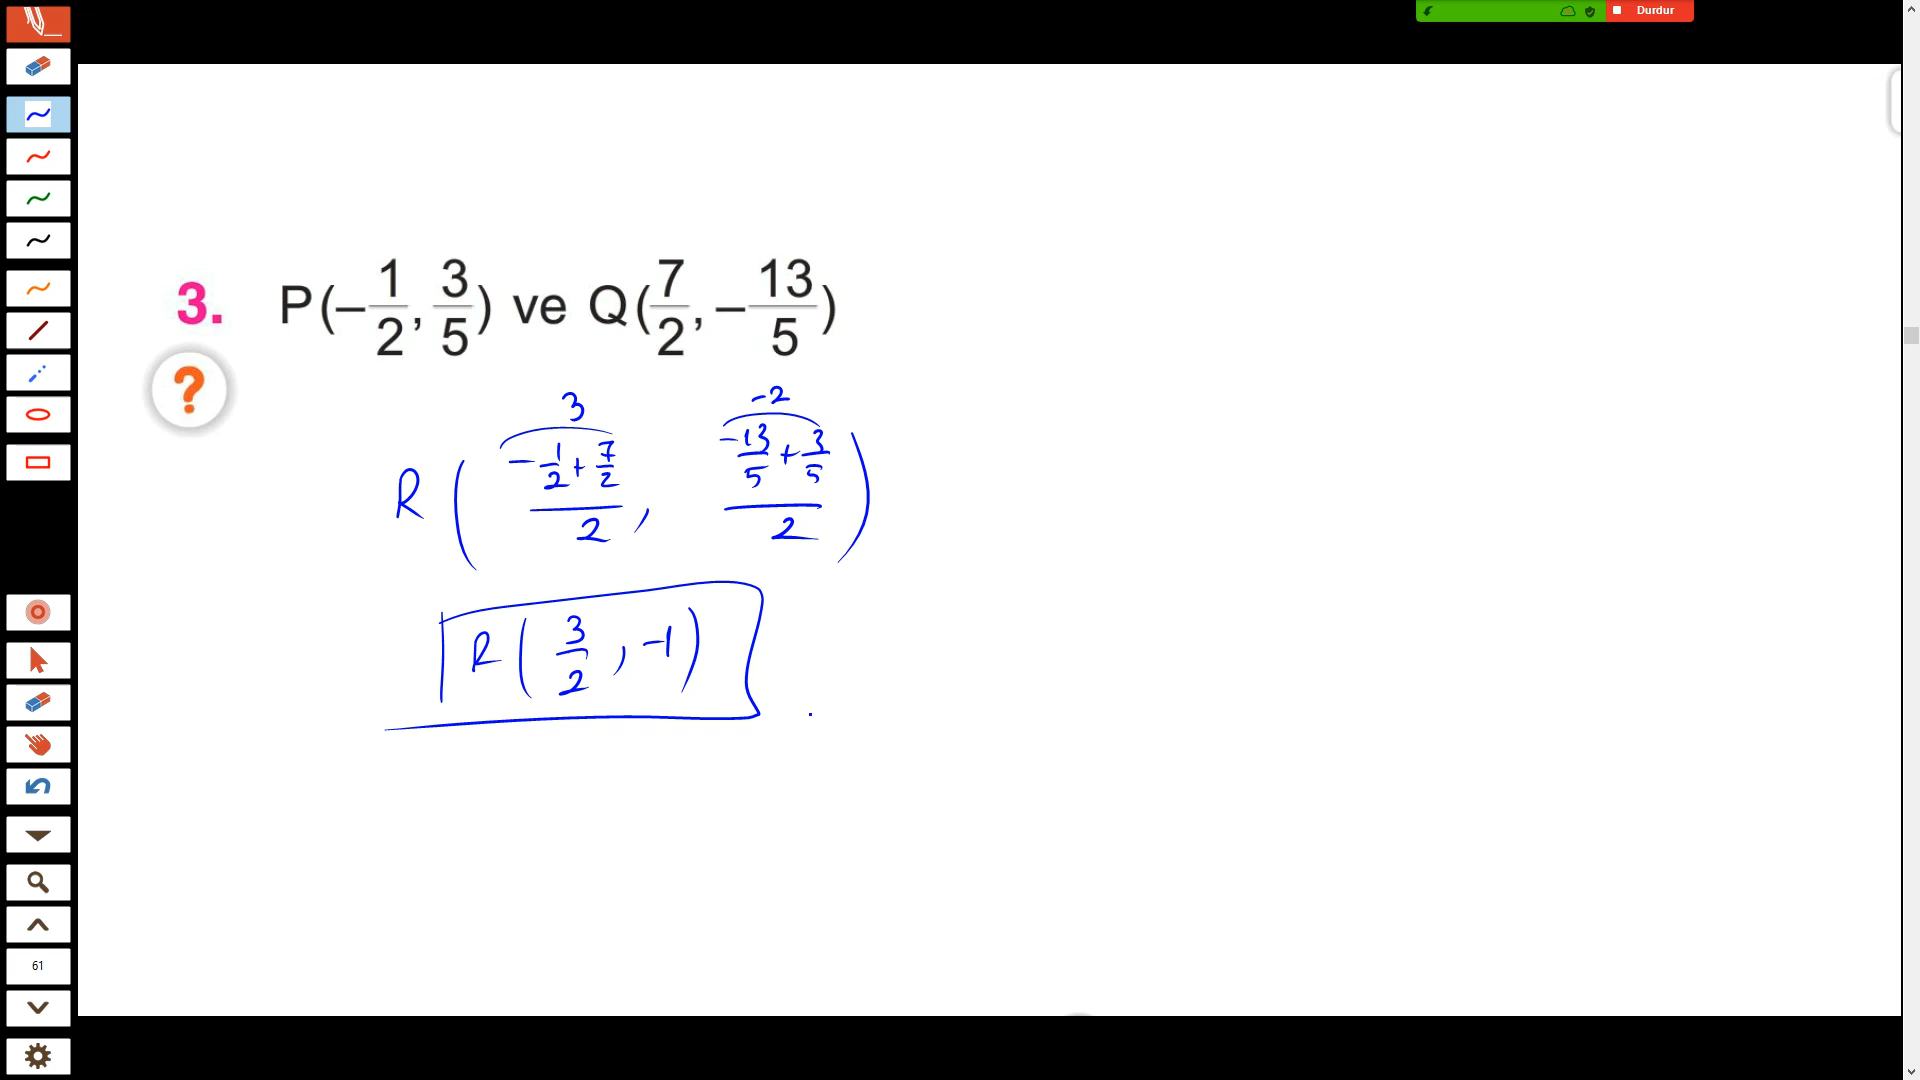 Durdur
3. P(–1/2, 3/5) ve Q(7/2, –13/5)
?
3 -2
R ( (-1/2 + 7/2)/2 , (-13/5 + 3/5)/2 )
R ( 3/2 , -1 )
61